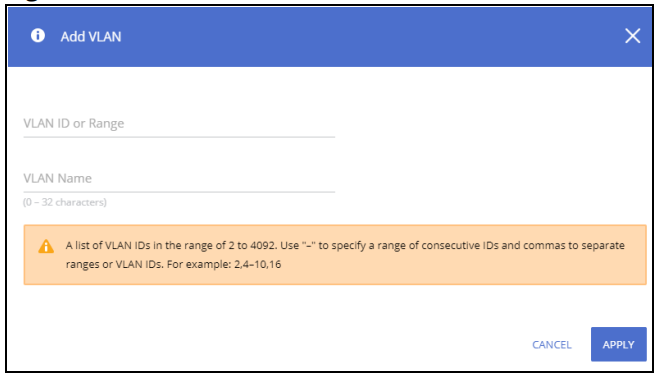 Add VLAN
VLAN ID or Range
VLAN Name
(0 – 32 characters)
A list of VLAN IDs in the range of 2 to 4092. Use "-" to specify a range of consecutive IDs and commas to separate
ranges or VLAN IDs. For example: 2,4–10,16
CANCEL APPLY